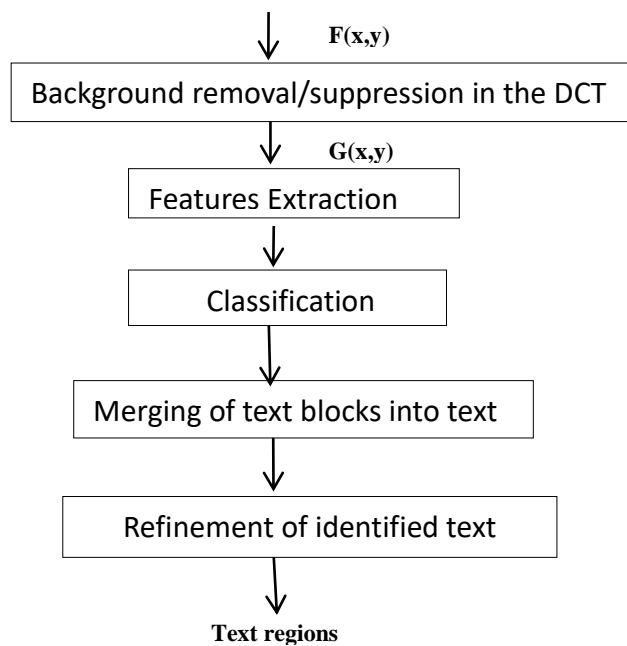 F(x,y)
Background removal/suppression in the DCT
G(x,y)
Features Extraction
Classification
Merging of text blocks into text
Refinement of identified text
Text regions